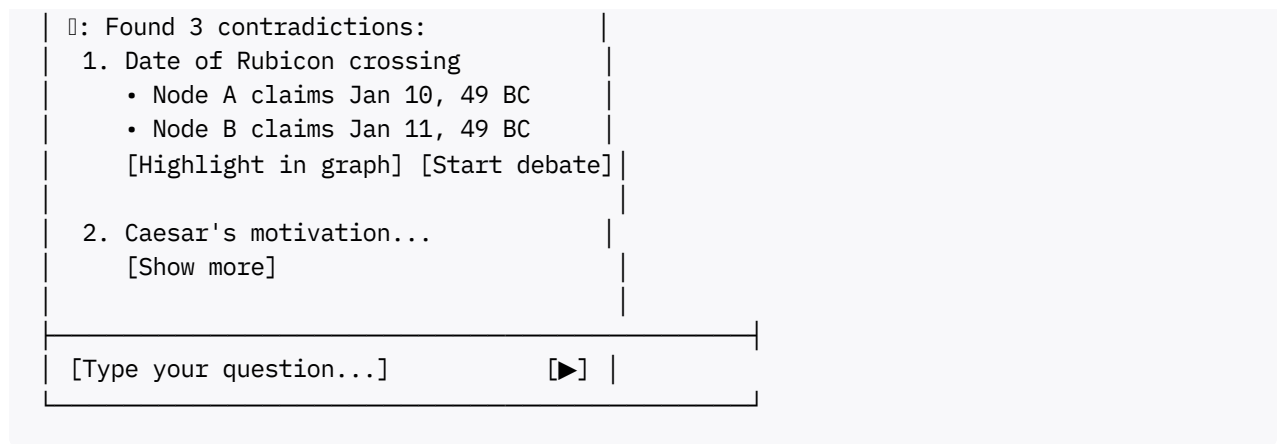 ▯: Found 3 contradictions:
1. Date of Rubicon crossing
• Node A claims Jan 10, 49 BC
• Node B claims Jan 11, 49 BC
[Highlight in graph] [Start debate]
2. Caesar's motivation...
[Show more]
[Type your question...] [▶]